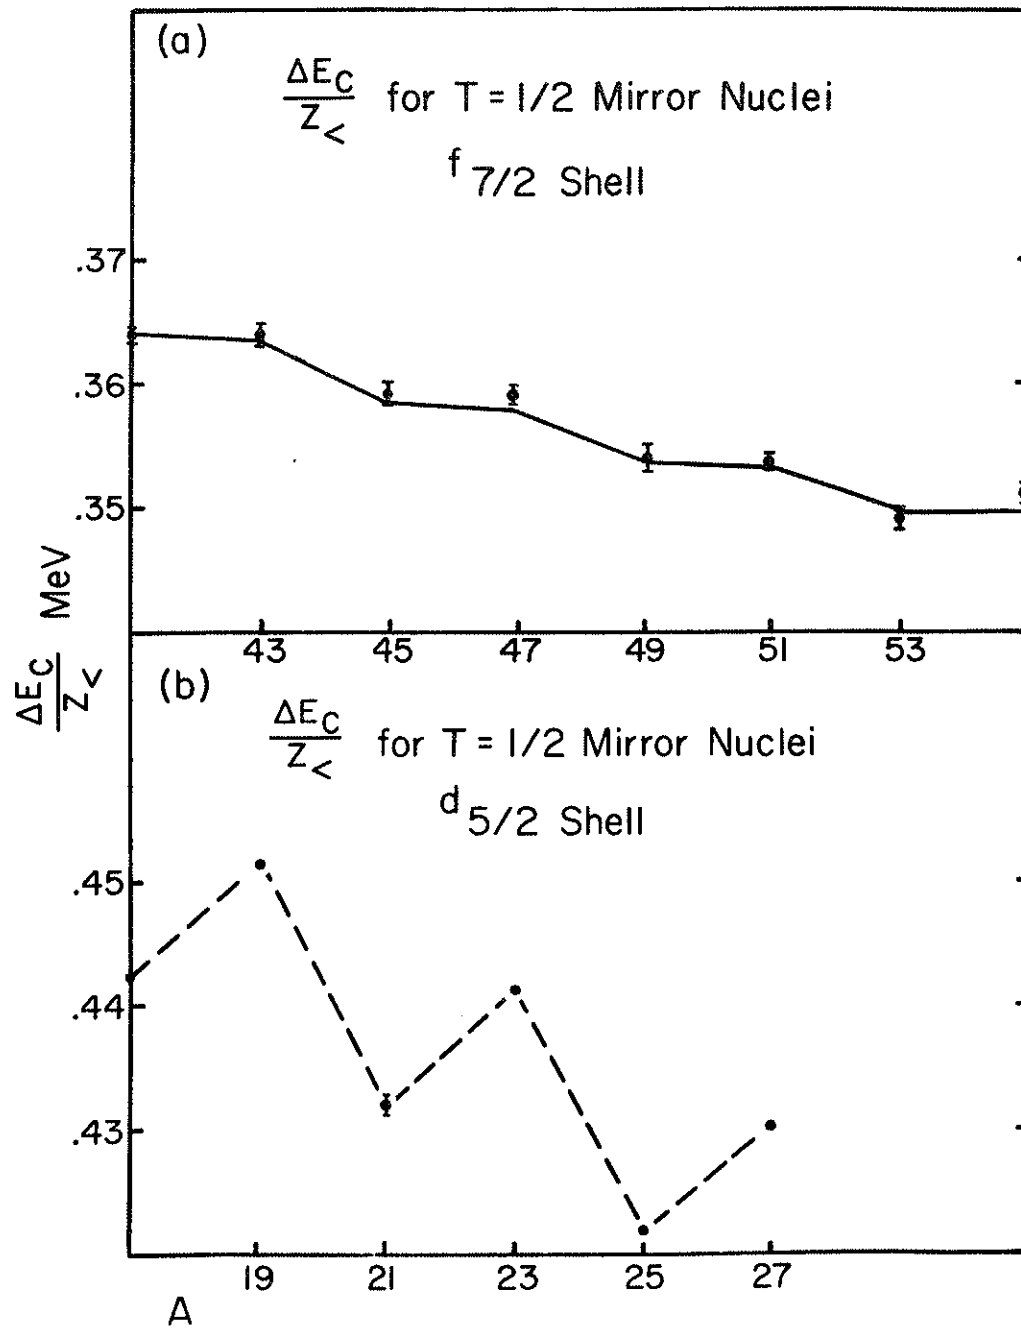 (a)
ΔE_C
Z_<
for T = 1/2 Mirror Nuclei
f 7/2 Shell
.37
.36
.35
43 45 47 49 51 53
ΔE_C
Z_<
MeV
(b)
ΔE_C
Z_<
for T = 1/2 Mirror Nuclei
d 5/2 Shell
.45
.44
.43
19 21 23 25 27
A